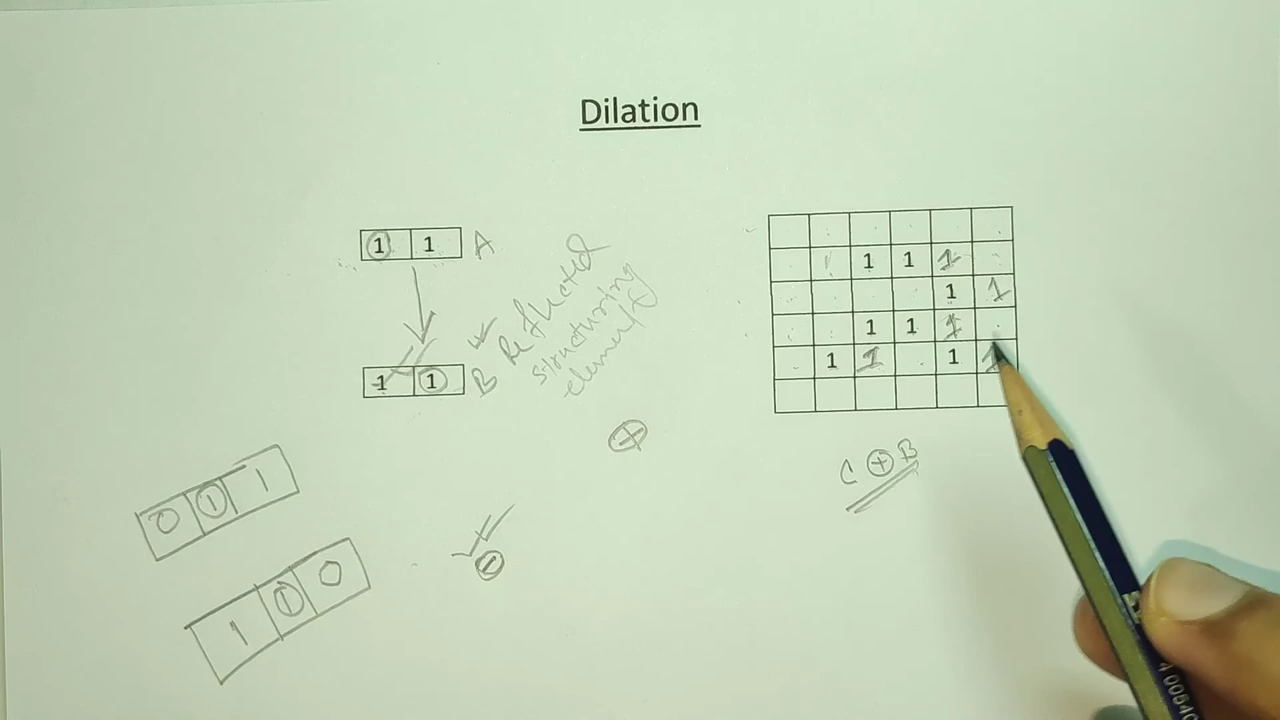 Dilation
1 1 A
1 1 B
Reflected
structuring
element
1 1 1
1 1
1 1 1
1 1 1 1
C ⊕ B
⊕
0 1 1
1 1 0
⊖